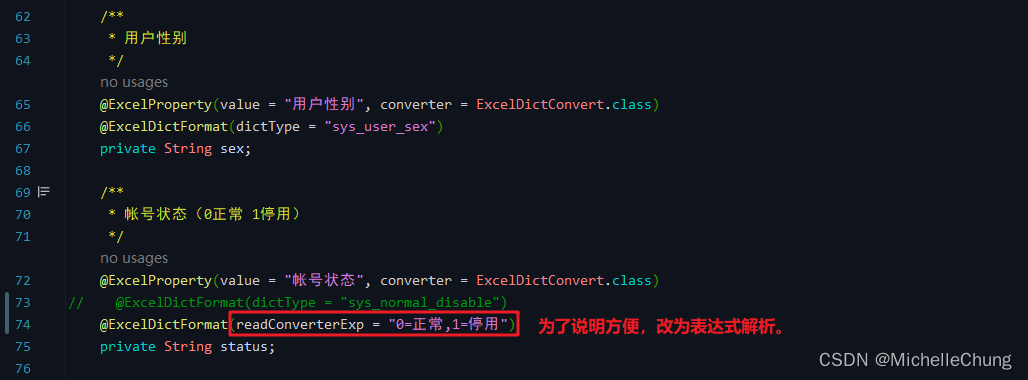 62 /**
63 * 用户性别
64 */
no usages
65 @ExcelProperty(value = "用户性别", converter = ExcelDictConvert.class)
66 @ExcelDictFormat(dictType = "sys_user_sex")
67 private String sex;
68
69 /**
70 * 帐号状态（0正常 1停用）
71 */
no usages
72 @ExcelProperty(value = "帐号状态", converter = ExcelDictConvert.class)
73 // @ExcelDictFormat(dictType = "sys_normal_disable")
74 @ExcelDictFormat(readConverterExp = "0=正常,1=停用") 为了说明方便，改为表达式解析。
75 private String status;
76
CSDN @MichelleChung